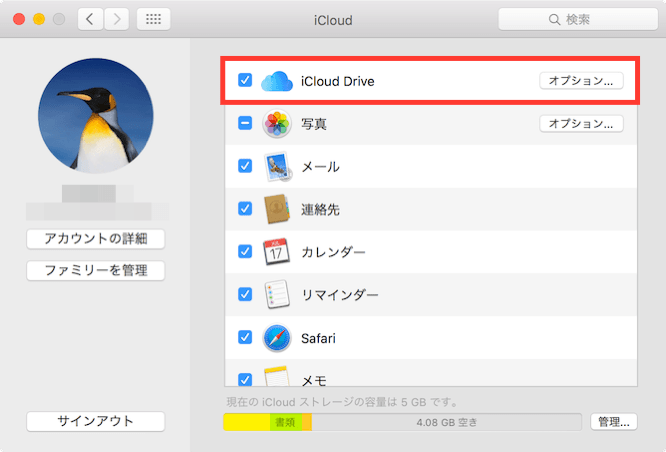 iCloud
検索
アカウントの詳細
ファミリーを管理
サインアウト
iCloud Drive
オプション...
写真
オプション...
メール
連絡先
JUL
17
カレンダー
リマインダー
Safari
メモ
現在の iCloud ストレージの容量は 5 GB です。
書類
4.08 GB 空き
管理...